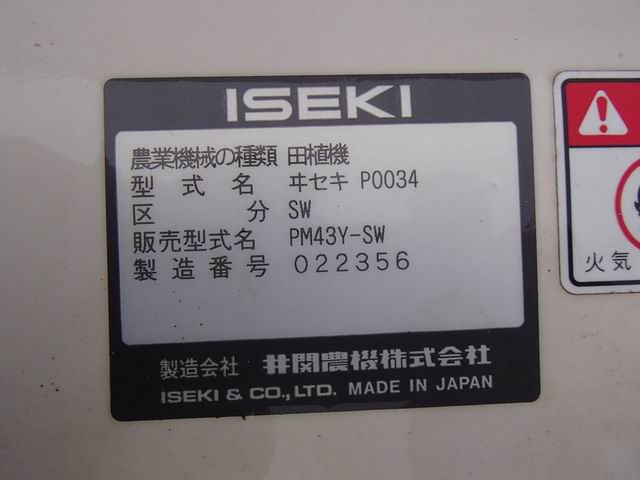 ISEKI
農業機械の種類 田植機
型式名 ヰセキ P0034
区分 SW
販売型式名 PM43Y-SW
製造番号 022356
製造会社 井関農機株式会社
ISEKI & CO.,LTD. MADE IN JAPAN
火気